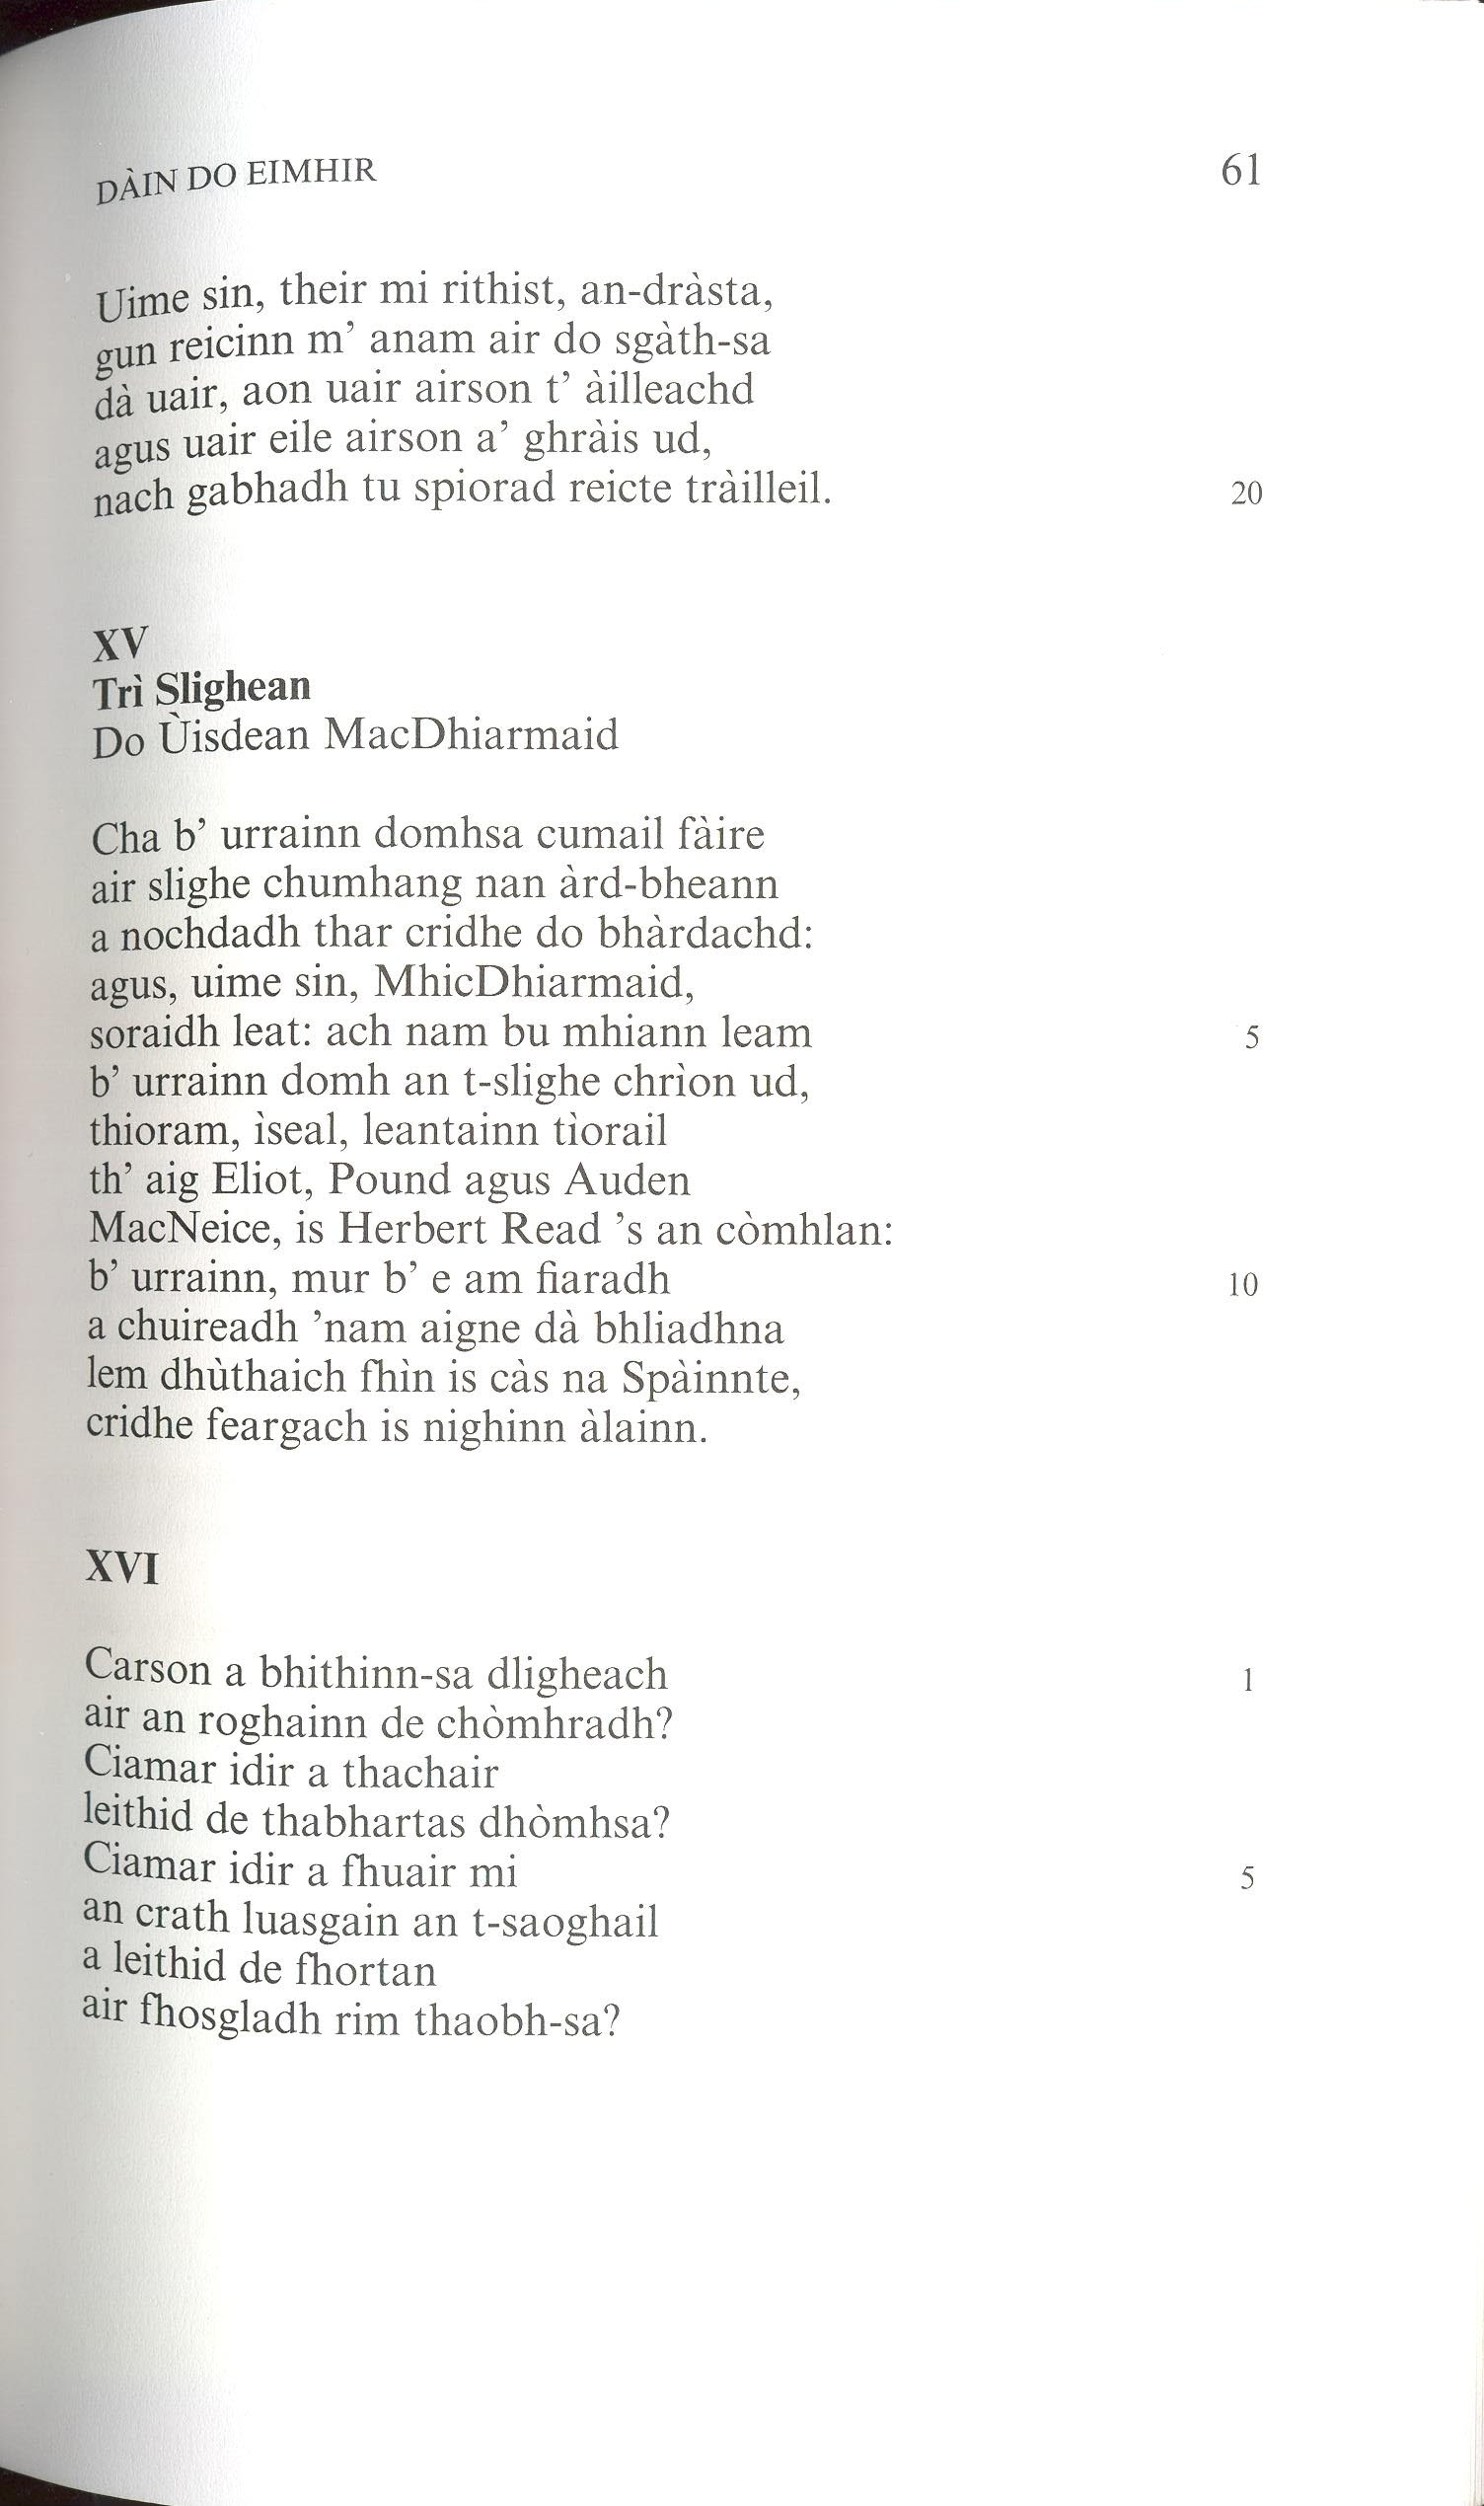 DÀIN DO EIMHIR 61
Uime sin, their mi rithist, an-dràsta,
gun reicinn m’ anam air do sgàth-sa
dà uair, aon uair airson t’ àilleachd
agus uair eile airson a’ ghràis ud,
nach gabhadh tu spiorad reicte tràilleil. 20
XV
Trì Slighean
Do Ùisdean MacDhiarmaid
Cha b’ urrainn domhsa cumail fàire
air slighe chumhang nan àrd-bheann
a nochdadh thar cridhe do bhàrdachd:
agus, uime sin, MhicDhiarmaid,
soraidh leat: ach nam bu mhiann leam 5
b’ urrainn domh an t-slighe chrìon ud,
thioram, ìseal, leantainn tìorail
th’ aig Eliot, Pound agus Auden
MacNeice, is Herbert Read ’s an còmhlan:
b’ urrainn, mur b’ e am fiaradh 10
a chuireadh ’nam aigne dà bhliadhna
lem dhùthaich fhìn is càs na Spàinnte,
cridhe feargach is nighinn àlainn.
XVI
Carson a bhithinn-sa dligheach 1
air an roghainn de chòmhradh?
Ciamar idir a thachair
leithid de thabhartas dhòmhsa?
Ciamar idir a fhuair mi 5
an crath luasgain an t-saoghail
a leithid de fhortan
air fhosgladh rim thaobh-sa?